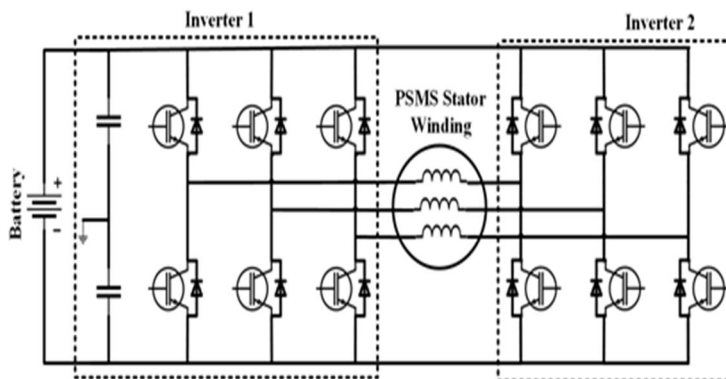 Inverter 1
Inverter 2
PSMS Stator
Winding
Battery
+
-